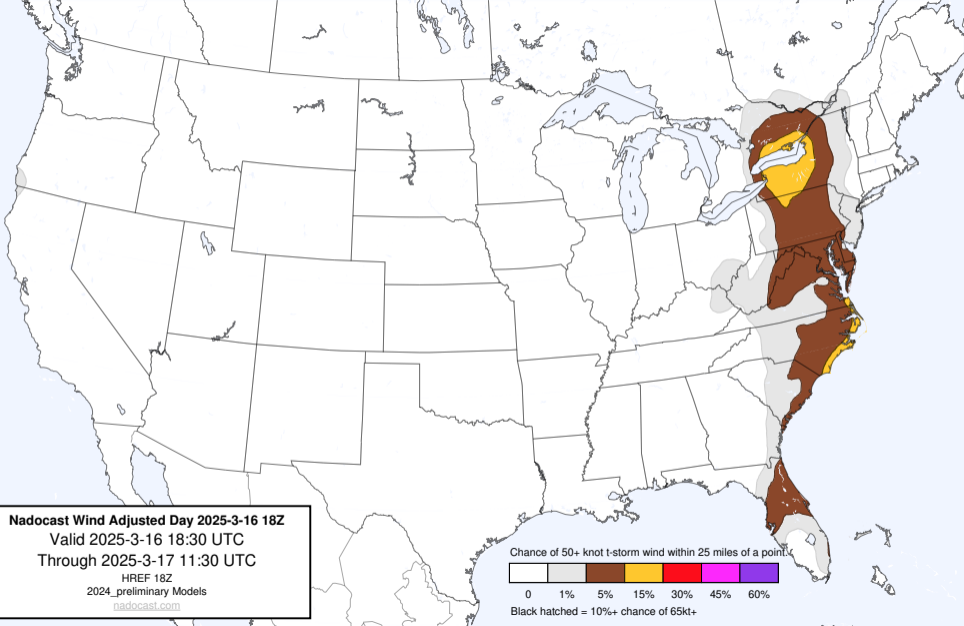 Nadocast Wind Adjusted Day 2025-3-16 18Z
Valid 2025-3-16 18:30 UTC
Through 2025-3-17 11:30 UTC
HREF 18Z
2024_preliminary Models
nadocast.com
Chance of 50+ knot t-storm wind within 25 miles of a point.
0 1% 5% 15% 30% 45% 60%
Black hatched = 10%+ chance of 65kt+